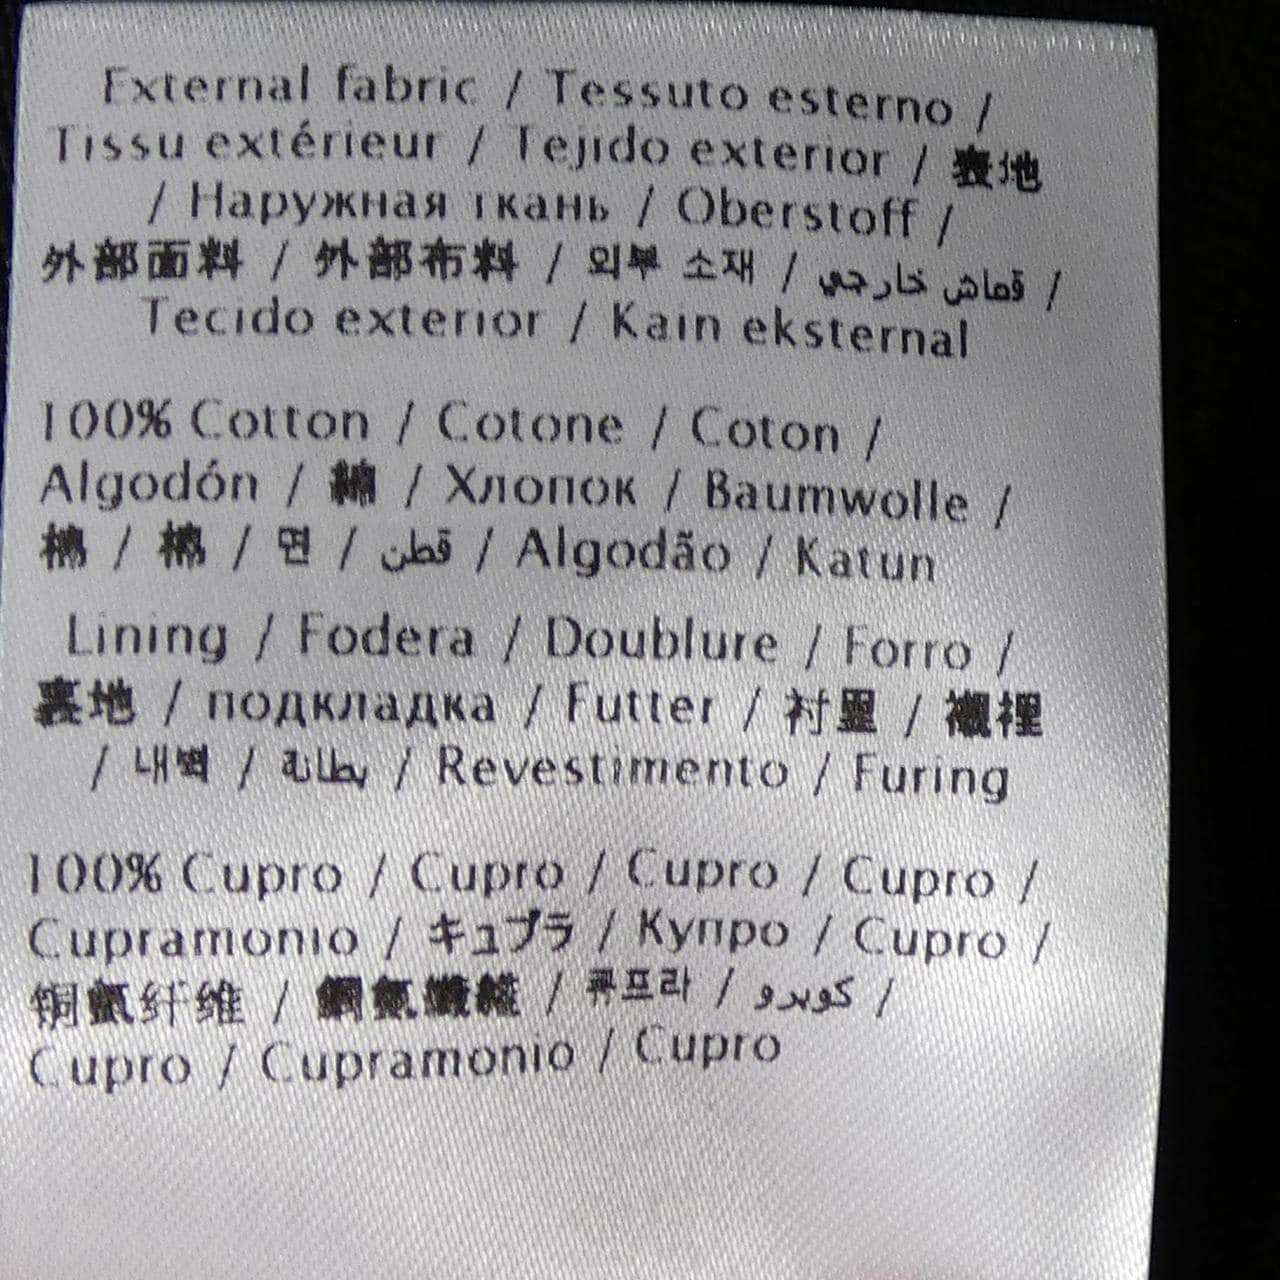 External fabric / Tessuto esterno /
Tissu extérieur / Tejido exterior / 表地
/ Наружная ткань / Oberstoff /
外部面料 / 外部布料 / 외부 소재 / قماش خارجي /
Tecido exterior / Kain eksternal
100% Cotton / Cotone / Coton /
Algodón / 綿 / Хлопок / Baumwolle /
棉 / 棉 / 면 / قطن / Algodão / Katun
Lining / Fodera / Doublure / Forro /
裏地 / подкладка / Futter / 衬里 / 襯裡
/ 내벽 / بطانة / Revestimento / Furing
100% Cupro / Cupro / Cupro / Cupro /
Cupramonio / キュプラ / Купро / Cupro /
铜氨纤维 / 銅氨纖維 / 큐프라 / كوبرو /
Cupro / Cupramonio / Cupro